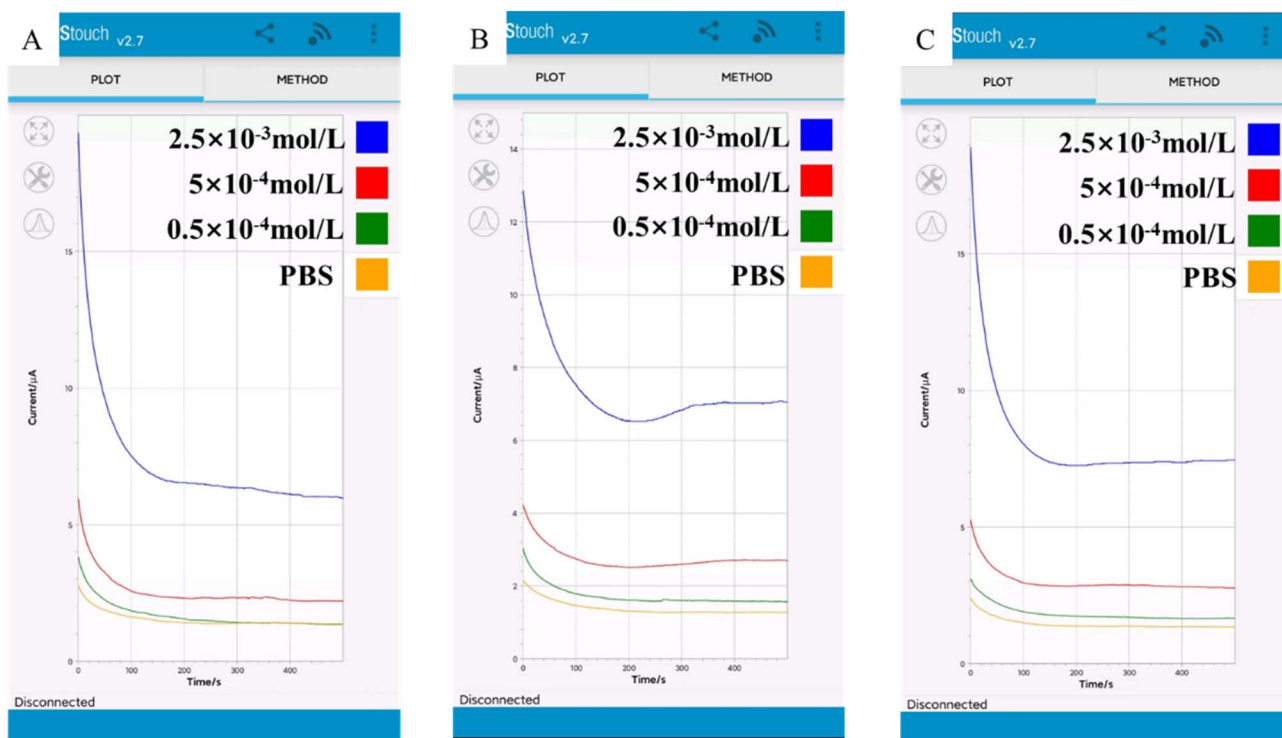 A
Stouch v2.7
PLOT METHOD
2.5×10-3mol/L
5×10-4mol/L
0.5×10-4mol/L
PBS
15
10
5
0
Current/µA
0 100 200 300 400
Time/s
Disconnected
B
Stouch v2.7
PLOT METHOD
2.5×10-3mol/L
5×10-4mol/L
0.5×10-4mol/L
PBS
14
12
10
8
6
4
2
0
Current/µA
0 100 200 300 400
Time/s
Disconnected
C
Stouch v2.7
PLOT METHOD
2.5×10-3mol/L
5×10-4mol/L
0.5×10-4mol/L
PBS
15
10
5
0
Current/µA
0 100 200 300 400
Time/s
Disconnected